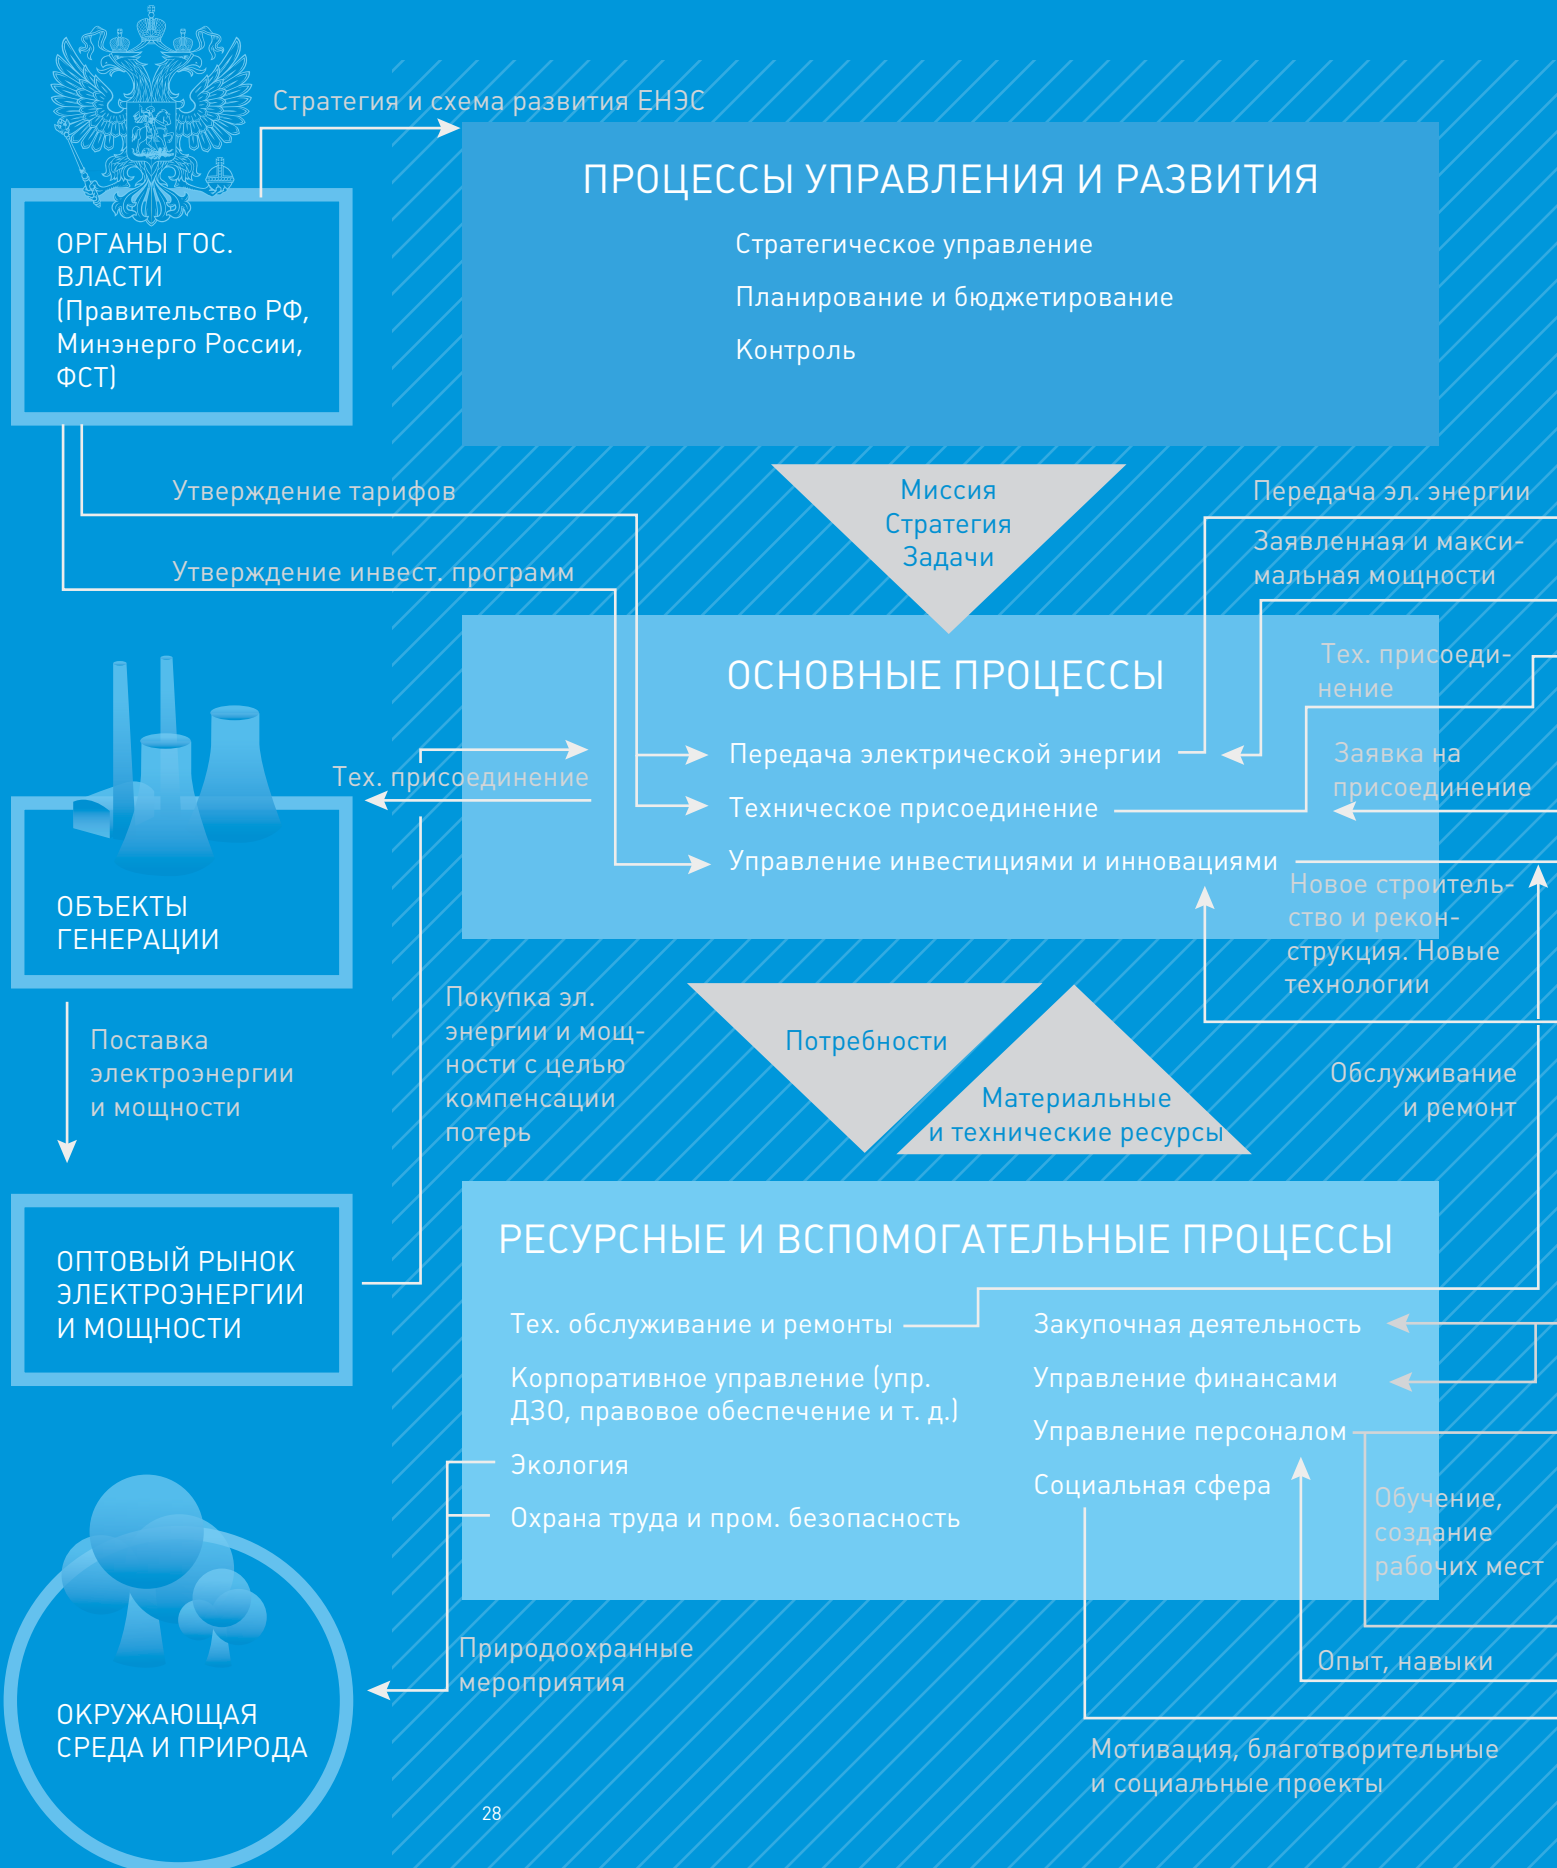 Стратегия и схема развития ЕНЭС
ПРОЦЕССЫ УПРАВЛЕНИЯ И РАЗВИТИЯ
Стратегическое управление
Планирование и бюджетирование
Контроль
ОРГАНЫ ГОС.
ВЛАСТИ
(Правительство РФ,
Минэнерго России,
ФСТ)
Утверждение тарифов
Утверждение инвест. программ
Миссия
Стратегия
Задачи
Передача эл. энергии
Заявленная и макси-
мальная мощности
ОСНОВНЫЕ ПРОЦЕССЫ
Передача электрической энергии
Техническое присоединение
Управление инвестициями и инновациями
Тех. присоеди-
нение
Заявка на
присоединение
Новое строитель-
ство и рекон-
струкция. Новые
технологии
Тех. присоединение
ОБЪЕКТЫ
ГЕНЕРАЦИИ
Поставка
электроэнергии
и мощности
Покупка эл.
энергии и мощ-
ности с целью
компенсации
потерь
Потребности
Материальные
и технические ресурсы
Обслуживание
и ремонт
ОПТОВЫЙ РЫНОК
ЭЛЕКТРОЭНЕРГИИ
И МОЩНОСТИ
РЕСУРСНЫЕ И ВСПОМОГАТЕЛЬНЫЕ ПРОЦЕССЫ
Тех. обслуживание и ремонты
Корпоративное управление (упр.
ДЗО, правовое обеспечение и т. д.)
Экология
Охрана труда и пром. безопасность
Закупочная деятельность
Управление финансами
Управление персоналом
Социальная сфера
Обучение,
создание
рабочих мест
Природоохранные
мероприятия
Опыт, навыки
ОКРУЖАЮЩАЯ
СРЕДА И ПРИРОДА
Мотивация, благотворительные
и социальные проекты
28